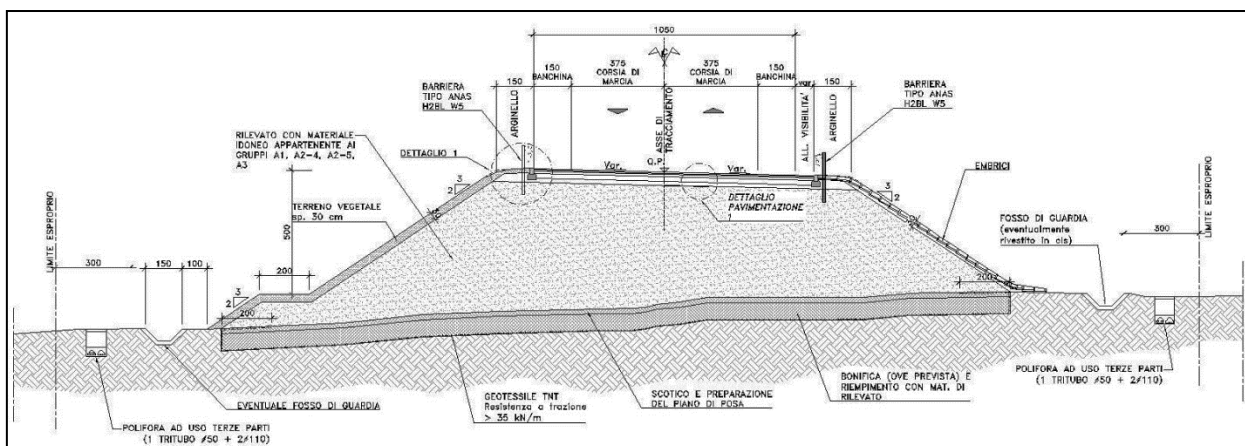 1050
150
150
BANCHINA
375
CORSIA DI
MARCIA
375
CORSIA DI
MARCIA
150
BANCHINA
var
150
BARRIERA
TIPO ANAS
H2BL W5
ARGINELLO
ASSE DI
TRACCIAMENTO
ALL. VISIBILITA'
ARGINELLO
BARRIERA
TIPO ANAS
H2BL W5
RILEVATO CON MATERIALE
IDONEO APPARTENENTE AI
GRUPPI A1, A2-4, A2-5,
A3
DETTAGLIO 1
Var.
Q.P.
Var.
3
2
3
2
EMBRICI
DETTAGLIO
PAVIMENTAZIONE
1
TERRENO VEGETALE
sp. 30 cm
FOSSO DI GUARDIA
(eventualmente
rivestito in cls)
LIMITE ESPROPRIO
LIMITE ESPROPRIO
500
300
300
150
100
200
200
3
2
200
POLIFORA AD USO TERZE PARTI
(1 TRITUBO ø50 + 2ø110)
EVENTUALE FOSSO DI GUARDIA
GEOTESSILE TNT
Resistenza a trazione
> 35 kN/m
SCOTICO E PREPARAZIONE
DEL PIANO DI POSA
BONIFICA (OVE PREVISTA) E
RIEMPIMENTO CON MAT. DI
RILEVATO
POLIFORA AD USO TERZE PARTI
(1 TRITUBO ø50 + 2ø110)